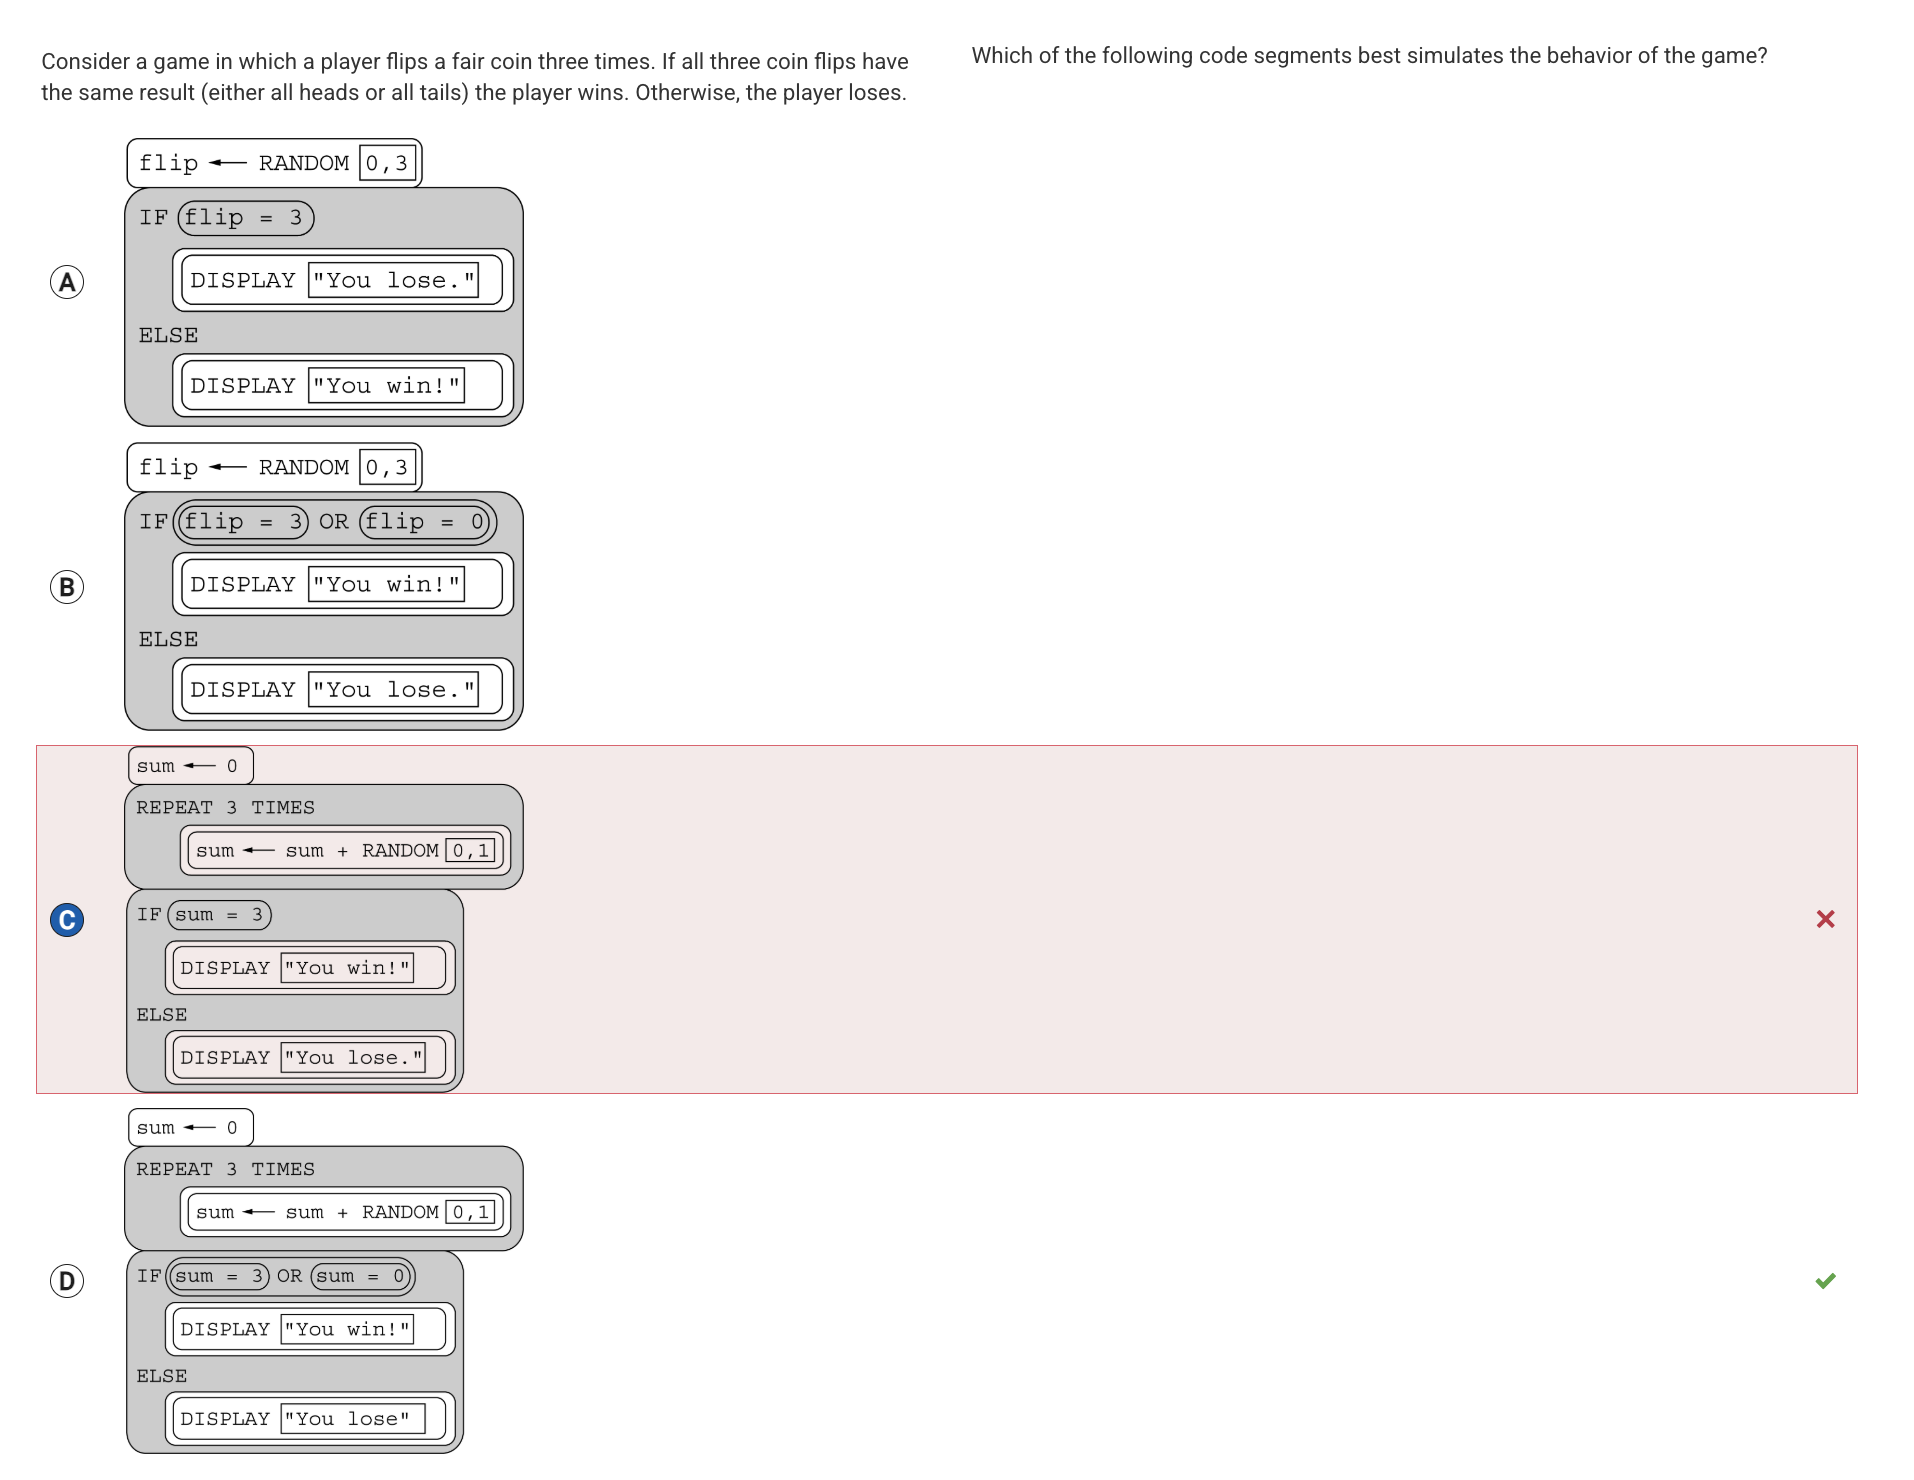 Consider a game in which a player flips a fair coin three times. If all three coin flips have
the same result (either all heads or all tails) the player wins. Otherwise, the player loses.
Which of the following code segments best simulates the behavior of the game?
A
flip ← RANDOM 0,3
IF flip = 3
DISPLAY "You lose."
ELSE
DISPLAY "You win!"
B
flip ← RANDOM 0,3
IF flip = 3 OR flip = 0
DISPLAY "You win!"
ELSE
DISPLAY "You lose."
C
sum ← 0
REPEAT 3 TIMES
sum ← sum + RANDOM 0,1
IF sum = 3
DISPLAY "You win!"
ELSE
DISPLAY "You lose."
D
sum ← 0
REPEAT 3 TIMES
sum ← sum + RANDOM 0,1
IF sum = 3 OR sum = 0
DISPLAY "You win!"
ELSE
DISPLAY "You lose"